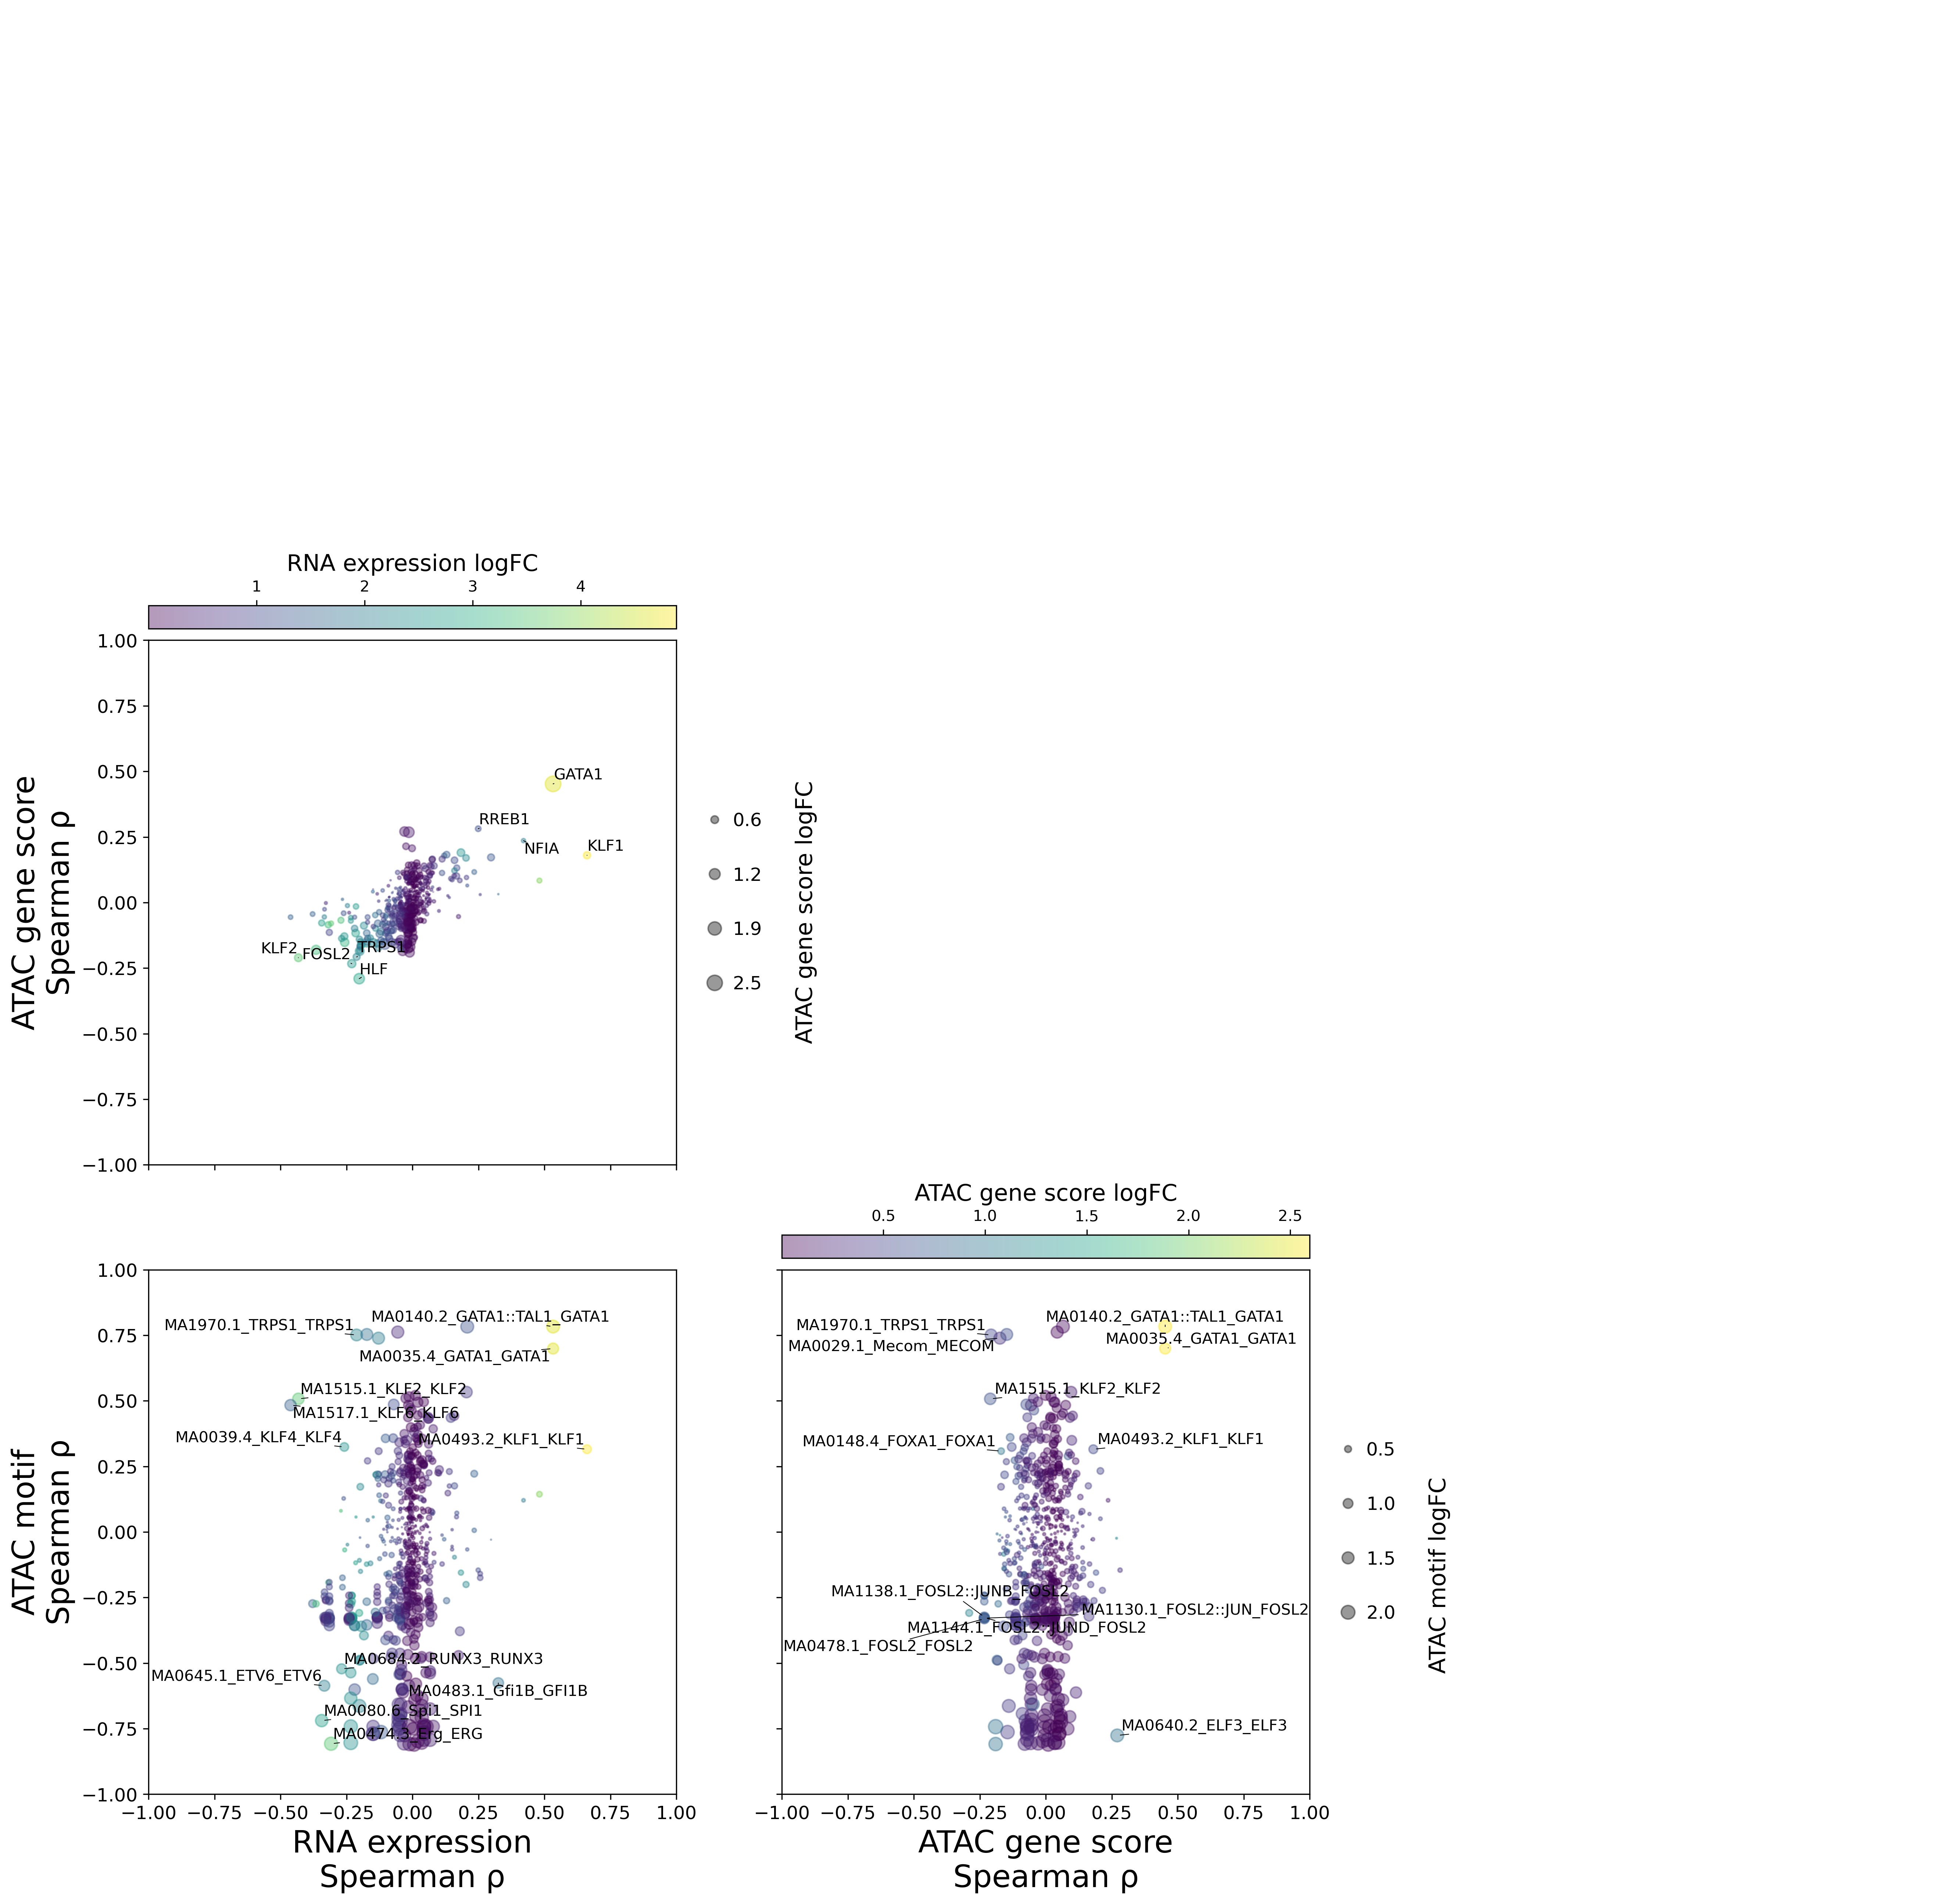 RNA expression logFC
1 2 3 4
1.00
0.75
0.50
0.25
0.00
−0.25
−0.50
−0.75
−1.00
ATAC gene score
Spearman ρ
GATA1
RREB1
NFIA
KLF1
KLF2
FOSL2
TRPS1
HLF
0.6
1.2
1.9
2.5
ATAC gene score logFC
ATAC gene score logFC
0.5 1.0 1.5 2.0 2.5
1.00
0.75
0.50
0.25
0.00
−0.25
−0.50
−0.75
−1.00
ATAC motif
Spearman ρ
MA0140.2_GATA1::TAL1_GATA1
MA1970.1_TRPS1_TRPS1
MA0035.4_GATA1_GATA1
MA1515.1_KLF2_KLF2
MA1517.1_KLF6_KLF6
MA0039.4_KLF4_KLF4
MA0493.2_KLF1_KLF1
MA0684.2_RUNX3_RUNX3
MA0645.1_ETV6_ETV6
MA0483.1_Gfi1B_GFI1B
MA0080.6_Spi1_SPI1
MA0474.3_Erg_ERG
−1.00 −0.75 −0.50 −0.25 0.00 0.25 0.50 0.75 1.00
RNA expression
Spearman ρ
MA0140.2_GATA1::TAL1_GATA1
MA1970.1_TRPS1_TRPS1
MA0035.4_GATA1_GATA1
MA0029.1_Mecom_MECOM
MA1515.1_KLF2_KLF2
MA0148.4_FOXA1_FOXA1
MA0493.2_KLF1_KLF1
MA1138.1_FOSL2::JUNB_FOSL2
MA1130.1_FOSL2::JUN_FOSL2
MA1144.1_FOSL2::JUND_FOSL2
MA0478.1_FOSL2_FOSL2
MA0640.2_ELF3_ELF3
−1.00 −0.75 −0.50 −0.25 0.00 0.25 0.50 0.75 1.00
ATAC gene score
Spearman ρ
0.5
1.0
1.5
2.0
ATAC motif logFC